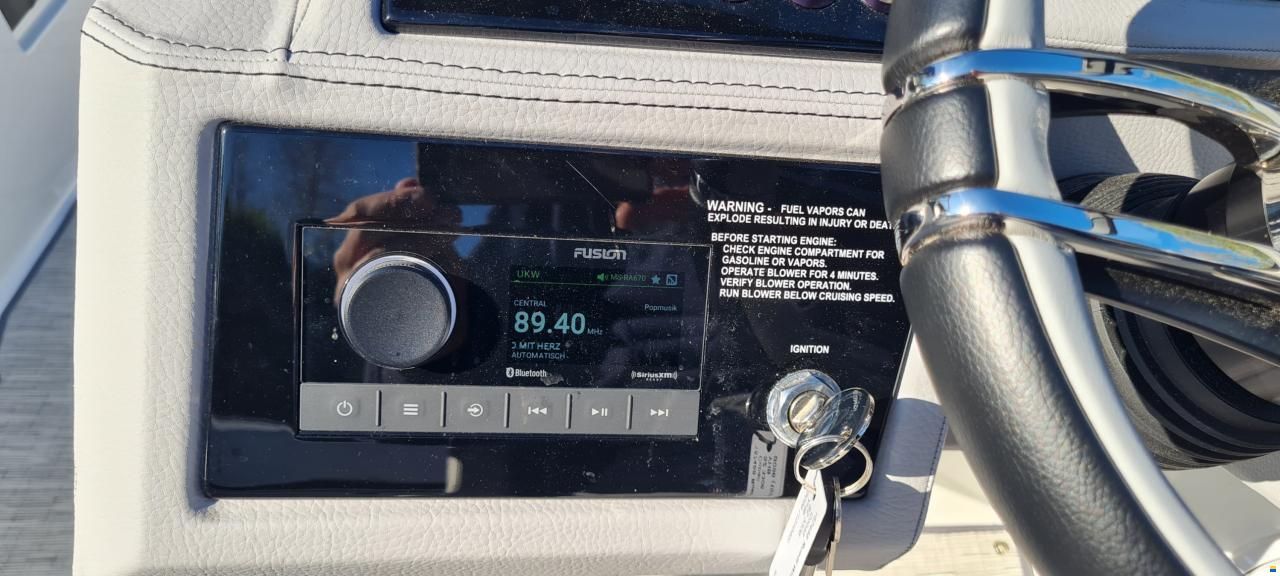 FUSION
UKW
MS-RA670
CENTRAL
Popmusik
89.40 MHz
MIT HERZ
AUTOMATISCH
Bluetooth
((SiriusXM))
READY
WARNING - FUEL VAPORS CAN
EXPLODE RESULTING IN INJURY OR DEAT
BEFORE STARTING ENGINE:
CHECK ENGINE COMPARTMENT FOR
GASOLINE OR VAPORS.
OPERATE BLOWER FOR 4 MINUTES.
VERIFY BLOWER OPERATION.
RUN BLOWER BELOW CRUISING SPEED.
IGNITION